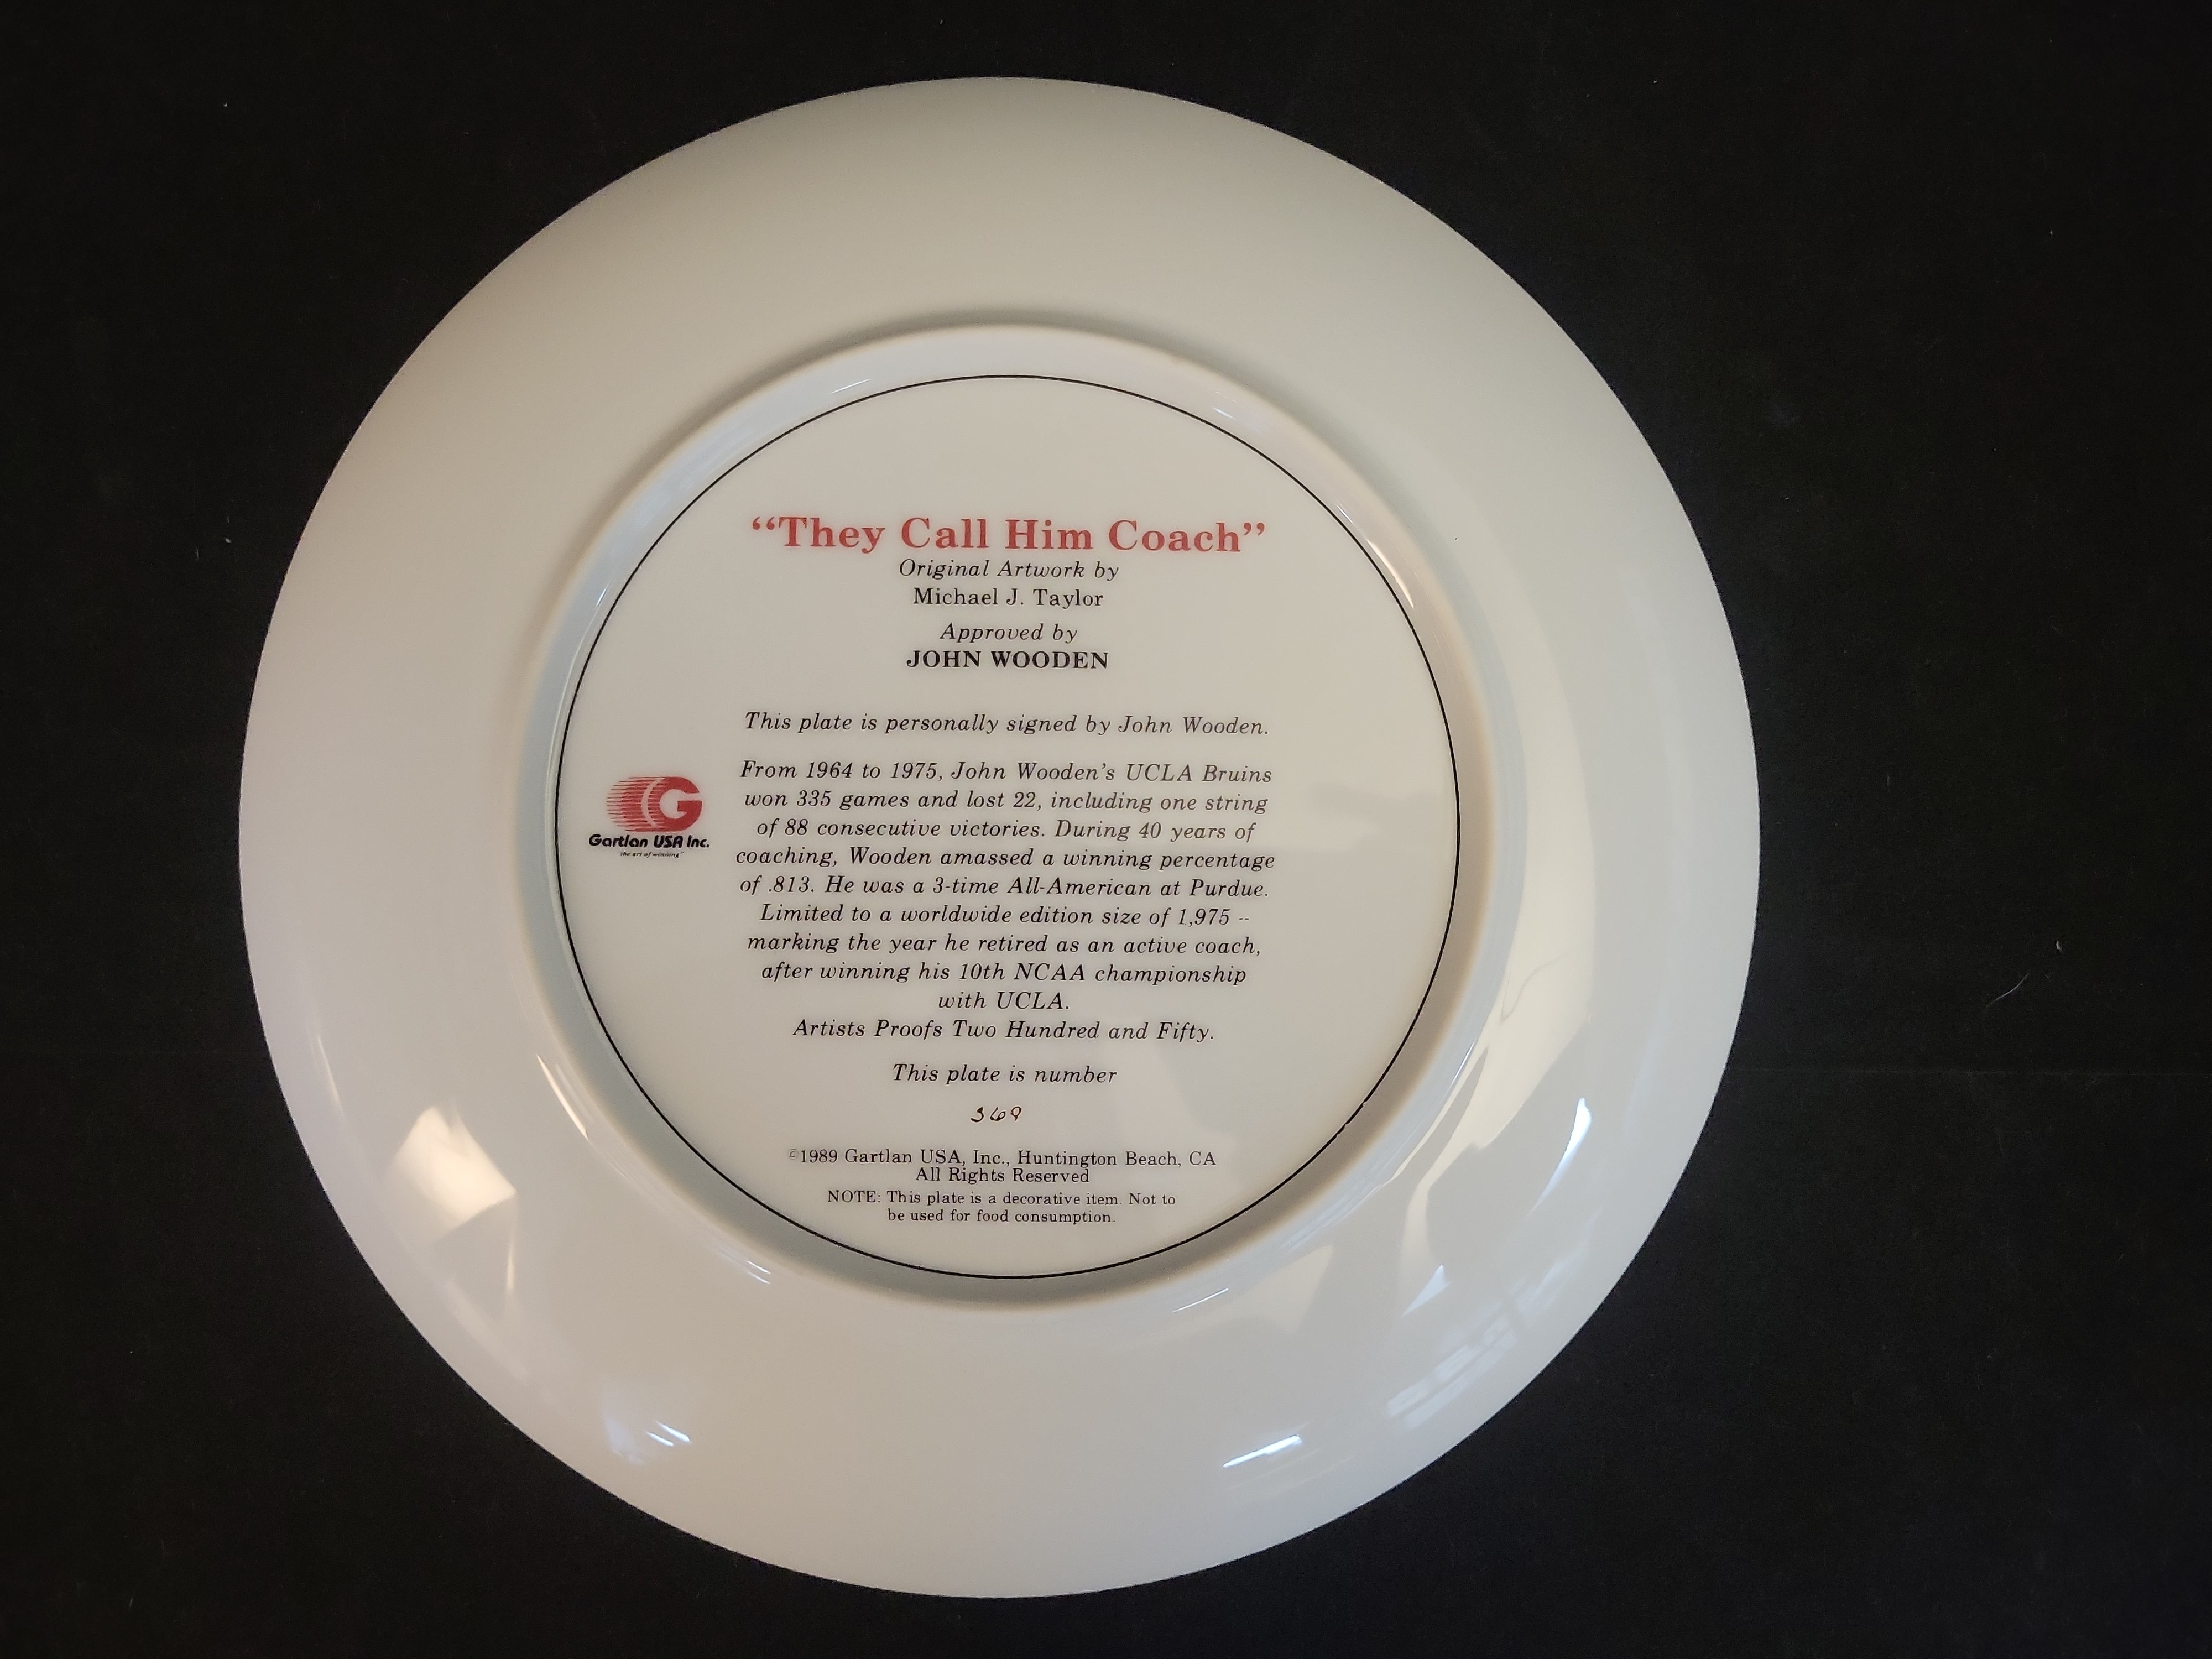 “They Call Him Coach”
Original Artwork by
Michael J. Taylor
Approved by
JOHN WOODEN
This plate is personally signed by John Wooden.
From 1964 to 1975, John Wooden's UCLA Bruins
won 335 games and lost 22, including one string
of 88 consecutive victories. During 40 years of
coaching, Wooden amassed a winning percentage
of .813. He was a 3-time All-American at Purdue.
Limited to a worldwide edition size of 1,975 --
marking the year he retired as an active coach,
after winning his 10th NCAA championship
with UCLA.
Artists Proofs Two Hundred and Fifty.
G
Gartlan USA Inc.
"the art of winning"
This plate is number
369
©1989 Gartlan USA, Inc., Huntington Beach, CA
All Rights Reserved
NOTE: This plate is a decorative item. Not to
be used for food consumption.